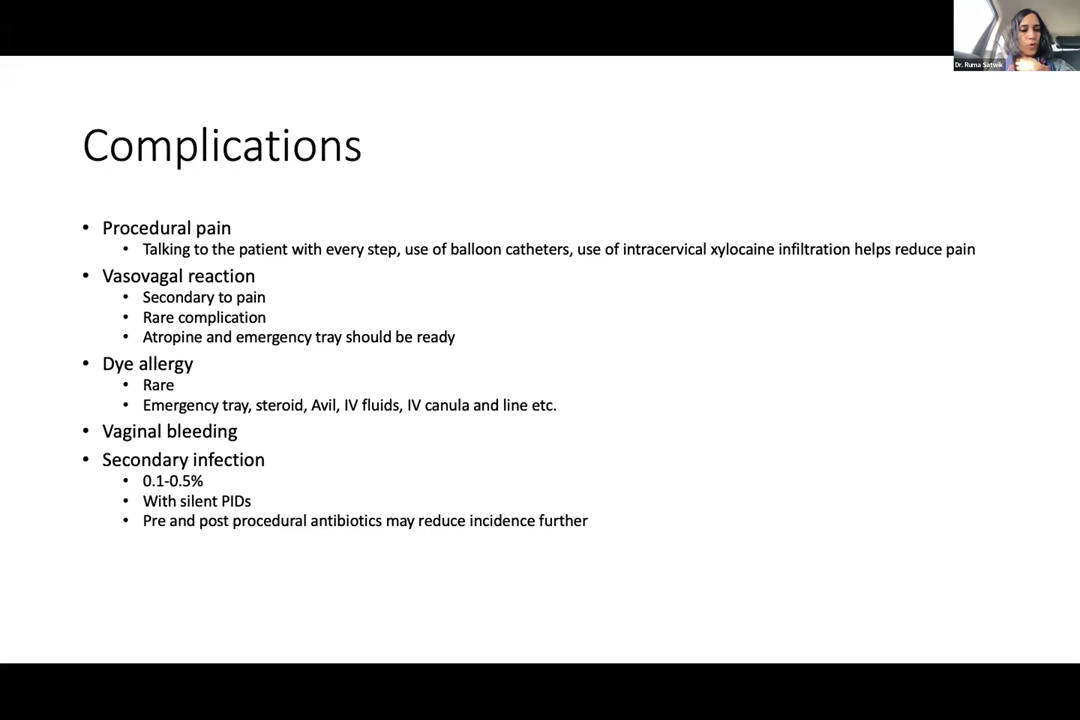 Dr. Ruma Satwik
Complications
• Procedural pain
• Talking to the patient with every step, use of balloon catheters, use of intracervical xylocaine infiltration helps reduce pain
• Vasovagal reaction
• Secondary to pain
• Rare complication
• Atropine and emergency tray should be ready
• Dye allergy
• Rare
• Emergency tray, steroid, Avil, IV fluids, IV canula and line etc.
• Vaginal bleeding
• Secondary infection
• 0.1-0.5%
• With silent PIDs
• Pre and post procedural antibiotics may reduce incidence further